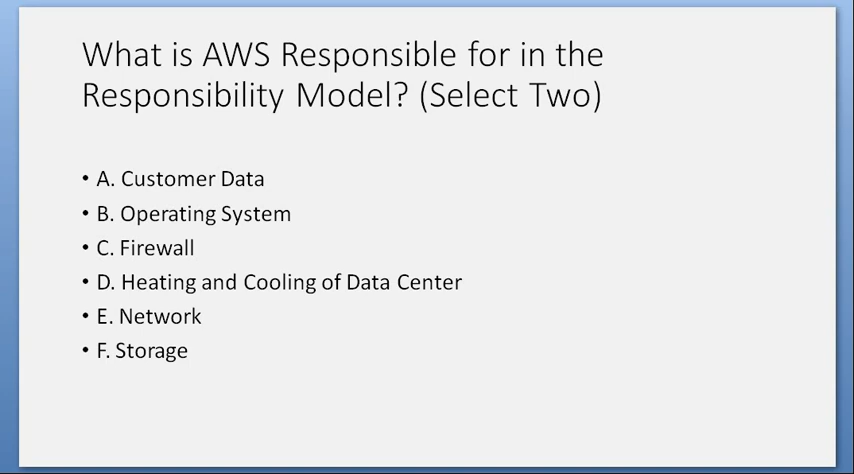 What is AWS Responsible for in the
Responsibility Model? (Select Two)
• A. Customer Data
• B. Operating System
• C. Firewall
• D. Heating and Cooling of Data Center
• E. Network
• F. Storage